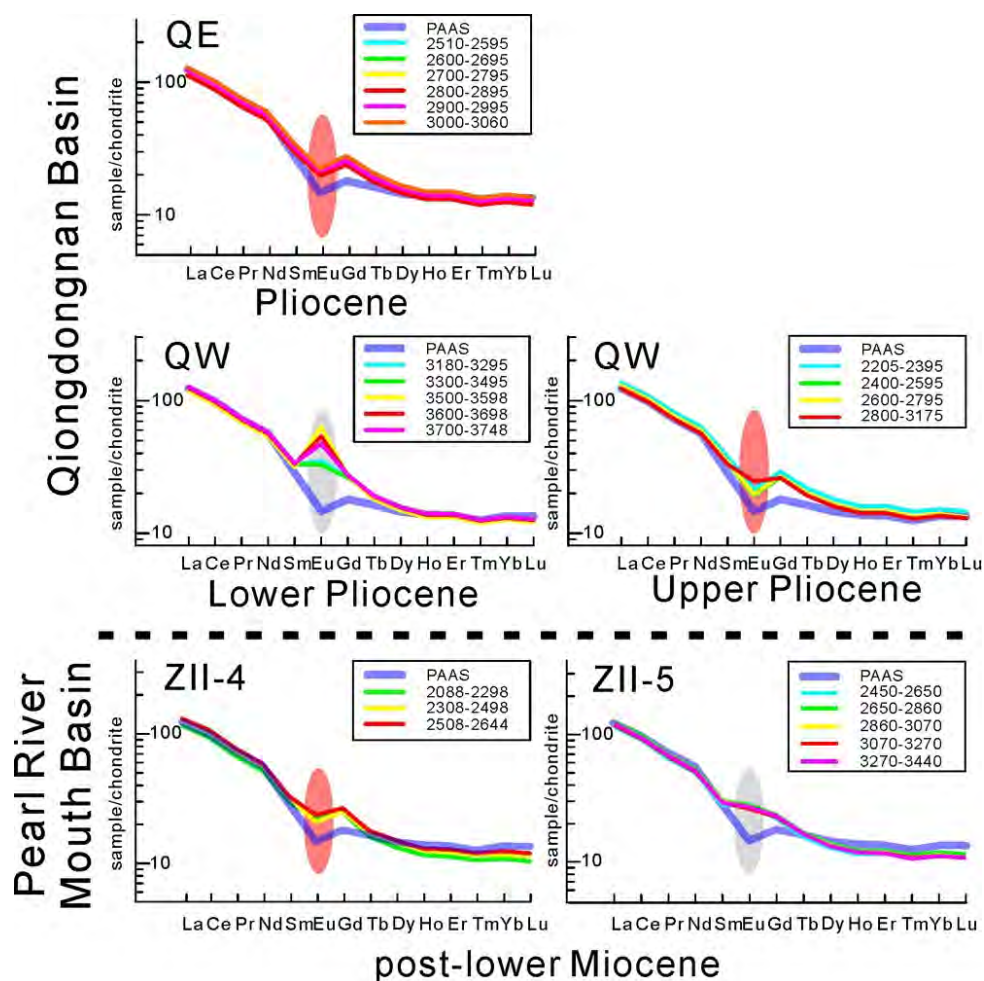 Qiongdongnan Basin
QE
PAAS
2510-2595
2600-2695
2700-2795
2800-2895
2900-2995
3000-3060
sample/chondrite
100
10
La Ce Pr Nd Sm Eu Gd Tb Dy Ho Er Tm Yb Lu
Pliocene
QW
PAAS
3180-3295
3300-3495
3500-3598
3600-3698
3700-3748
sample/chondrite
100
10
La Ce Pr Nd Sm Eu Gd Tb Dy Ho Er Tm Yb Lu
Lower Pliocene
QW
PAAS
2205-2395
2400-2595
2600-2795
2800-3175
sample/chondrite
100
10
La Ce Pr Nd Sm Eu Gd Tb Dy Ho Er Tm Yb Lu
Upper Pliocene
Pearl River
Mouth Basin
ZII-4
PAAS
2088-2298
2308-2498
2508-2644
sample/chondrite
100
10
La Ce Pr Nd Sm Eu Gd Tb Dy Ho Er Tm Yb Lu
ZII-5
PAAS
2450-2650
2650-2860
2860-3070
3070-3270
3270-3440
sample/chondrite
100
10
La Ce Pr Nd Sm Eu Gd Tb Dy Ho Er Tm Yb Lu
post-lower Miocene